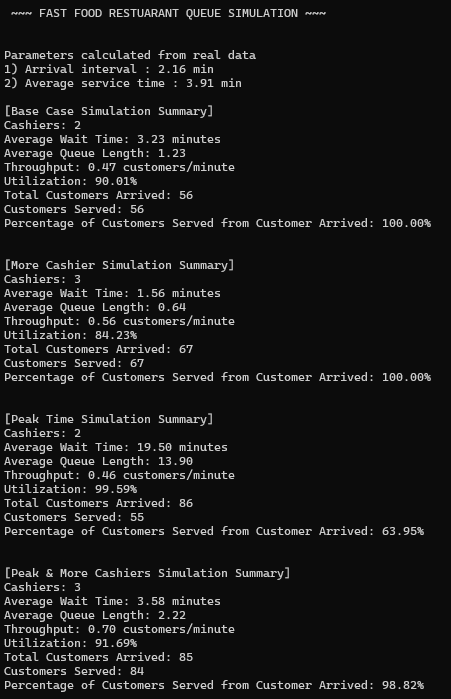 ~~~ FAST FOOD RESTUARANT QUEUE SIMULATION ~~~
Parameters calculated from real data
1) Arrival interval : 2.16 min
2) Average service time : 3.91 min
[Base Case Simulation Summary]
Cashiers: 2
Average Wait Time: 3.23 minutes
Average Queue Length: 1.23
Throughput: 0.47 customers/minute
Utilization: 90.01%
Total Customers Arrived: 56
Customers Served: 56
Percentage of Customers Served from Customer Arrived: 100.00%
[More Cashier Simulation Summary]
Cashiers: 3
Average Wait Time: 1.56 minutes
Average Queue Length: 0.64
Throughput: 0.56 customers/minute
Utilization: 84.23%
Total Customers Arrived: 67
Customers Served: 67
Percentage of Customers Served from Customer Arrived: 100.00%
[Peak Time Simulation Summary]
Cashiers: 2
Average Wait Time: 19.50 minutes
Average Queue Length: 13.90
Throughput: 0.46 customers/minute
Utilization: 99.59%
Total Customers Arrived: 86
Customers Served: 55
Percentage of Customers Served from Customer Arrived: 63.95%
[Peak & More Cashiers Simulation Summary]
Cashiers: 3
Average Wait Time: 3.58 minutes
Average Queue Length: 2.22
Throughput: 0.70 customers/minute
Utilization: 91.69%
Total Customers Arrived: 85
Customers Served: 84
Percentage of Customers Served from Customer Arrived: 98.82%